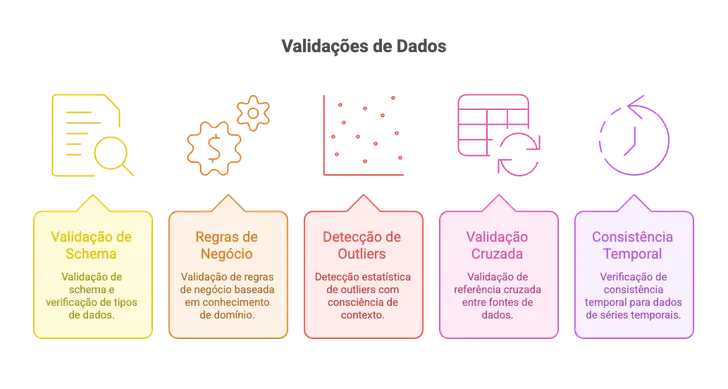 Validações de Dados
$
Validação de
Schema
Validação de
schema e
verificação de tipos
de dados.
Regras de
Negócio
Validação de regras
de negócio baseada
em conhecimento
de domínio.
Detecção de
Outliers
Detecção estatística
de outliers com
consciência de
contexto.
Validação
Cruzada
Validação de
referência cruzada
entre fontes de
dados.
Consistência
Temporal
Verificação de
consistência
temporal para dados
de séries temporais.